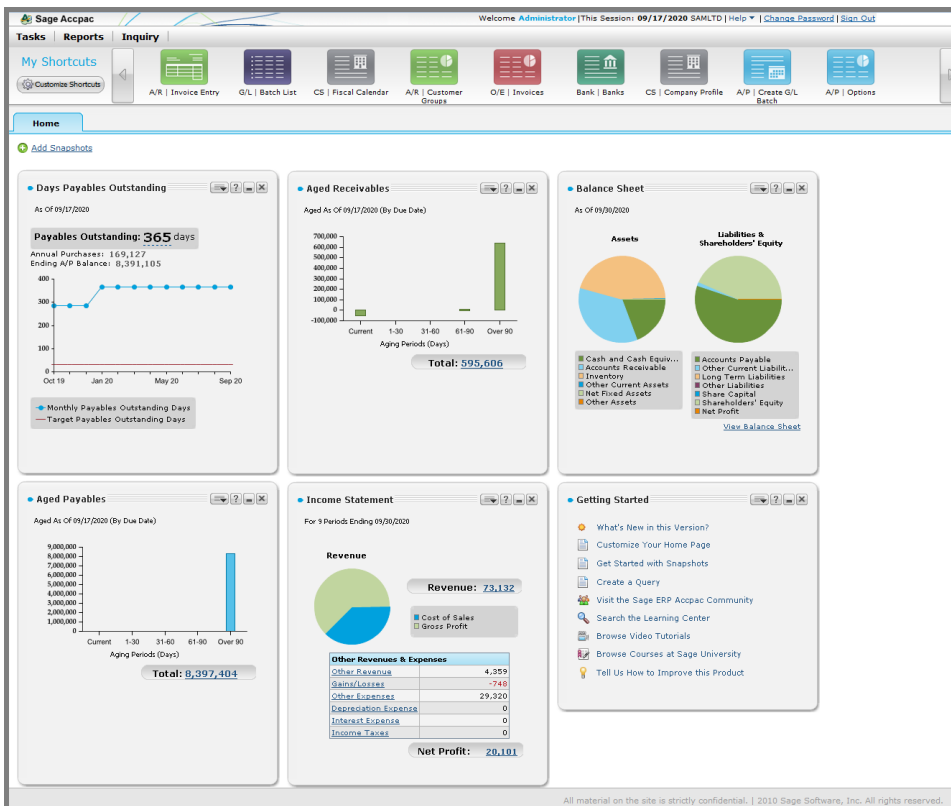 Sage Accpac
Welcome Administrator | This Session: 09/17/2020 SAMLTD | Help | Change Password | Sign Out
Tasks | Reports | Inquiry
My Shortcuts
Customize Shortcuts
A/R | Invoice Entry
G/L | Batch List
CS | Fiscal Calendar
A/R | Customer Groups
O/E | Invoices
Bank | Banks
CS | Company Profile
A/P | Create G/L Batch
A/P | Options
Home
Add Snapshots
Days Payables Outstanding
As Of 09/17/2020
Payables Outstanding: 365 days
Annual Purchases: 169,127
Ending A/P Balance: 8,391,105
400
300
200
100
0
Oct 19 Jan 20 May 20 Sep 20
Monthly Payables Outstanding Days
Target Payables Outstanding Days
Aged Receivables
Aged As Of 09/17/2020 (By Due Date)
700,000
600,000
500,000
400,000
300,000
200,000
100,000
0
-100,000
Current 1-30 31-60 61-90 Over 90
Aging Periods (Days)
Total: 595,606
Balance Sheet
As Of 09/30/2020
Assets
Liabilities &
Shareholders' Equity
Cash and Cash Equiv...
Accounts Receivable
Inventory
Other Current Assets
Net Fixed Assets
Other Assets
Accounts Payable
Other Current Liabilit...
Long Term Liabilities
Other Liabilities
Share Capital
Shareholders' Equity
Net Profit
View Balance Sheet
Aged Payables
Aged As Of 09/17/2020 (By Due Date)
9,000,000
8,000,000
7,000,000
6,000,000
5,000,000
4,000,000
3,000,000
2,000,000
1,000,000
0
Current 1-30 31-60 61-90 Over 90
Aging Periods (Days)
Total: 8,397,404
Income Statement
For 9 Periods Ending 09/30/2020
Revenue
Revenue: 73,132
Cost of Sales
Gross Profit
Other Revenues & Expenses
Other Revenue 4,359
Gains/Losses -748
Other Expenses 29,320
Depreciation Expense 0
Interest Expense 0
Income Taxes 0
Net Profit: 20,101
Getting Started
What's New in this Version?
Customize Your Home Page
Get Started with Snapshots
Create a Query
Visit the Sage ERP Accpac Community
Search the Learning Center
Browse Video Tutorials
Browse Courses at Sage University
Tell Us How to Improve this Product
All material on the site is strictly confidential. | 2010 Sage Software, Inc. All rights reserved.